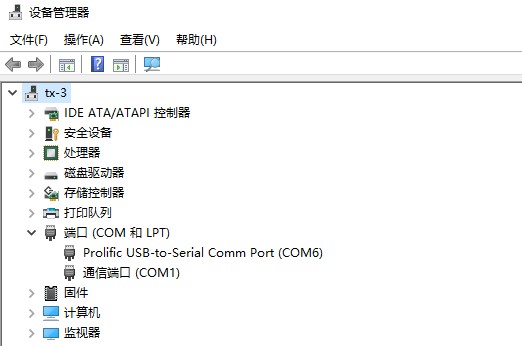 设备管理器
文件(F) 操作(A) 查看(V) 帮助(H)
tx-3
IDE ATA/ATAPI 控制器
安全设备
处理器
磁盘驱动器
存储控制器
打印队列
端口 (COM 和 LPT)
Prolific USB-to-Serial Comm Port (COM6)
通信端口 (COM1)
固件
计算机
监视器